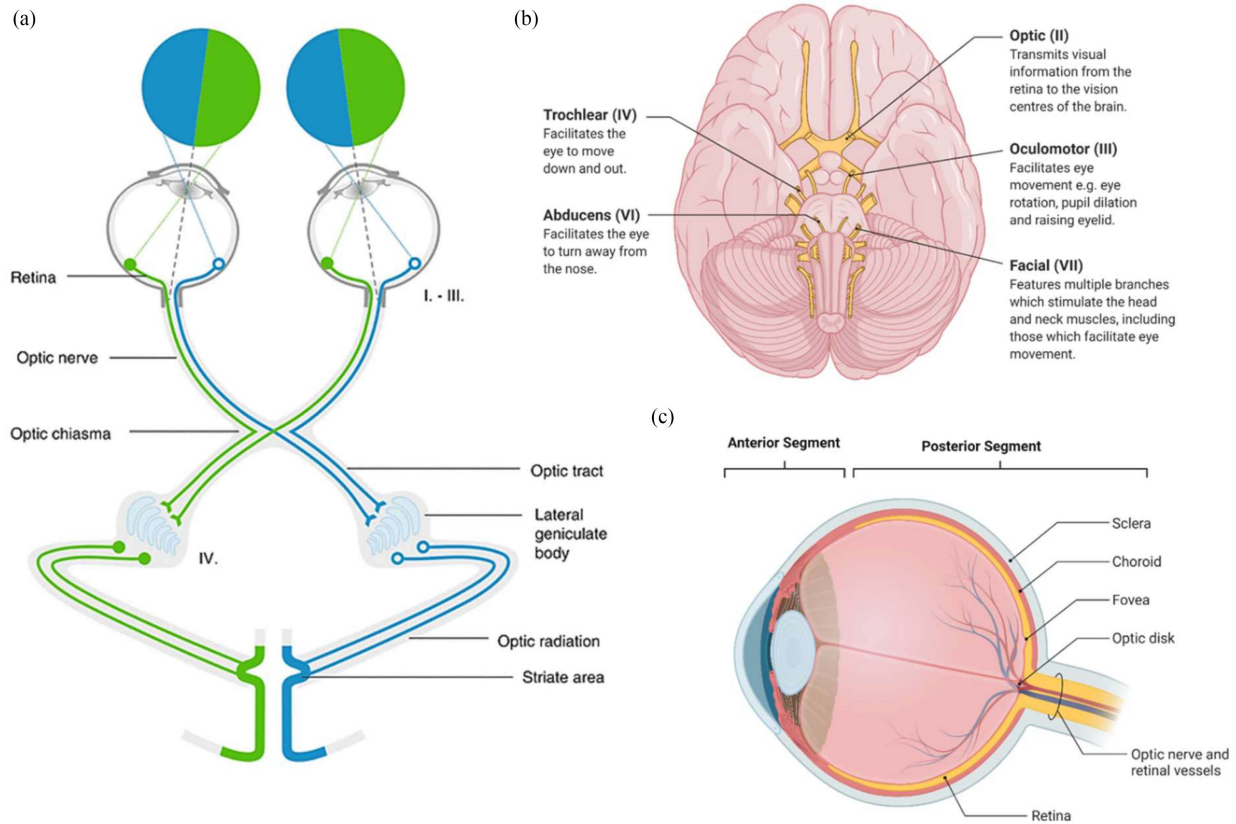 (a)
Retina
I. - III.
Optic nerve
Optic chiasma
Optic tract
Lateral
geniculate
body
IV.
Optic radiation
Striate area
(b)
Optic (II)
Transmits visual
information from the
retina to the vision
centres of the brain.
Trochlear (IV)
Facilitates the
eye to move
down and out.
Oculomotor (III)
Facilitates eye
movement e.g. eye
rotation, pupil dilation
and raising eyelid.
Abducens (VI)
Facilitates the eye
to turn away from
the nose.
Facial (VII)
Features multiple branches
which stimulate the head
and neck muscles, including
those which facilitate eye
movement.
(c)
Anterior Segment
Posterior Segment
Sclera
Choroid
Fovea
Optic disk
Optic nerve and
retinal vessels
Retina